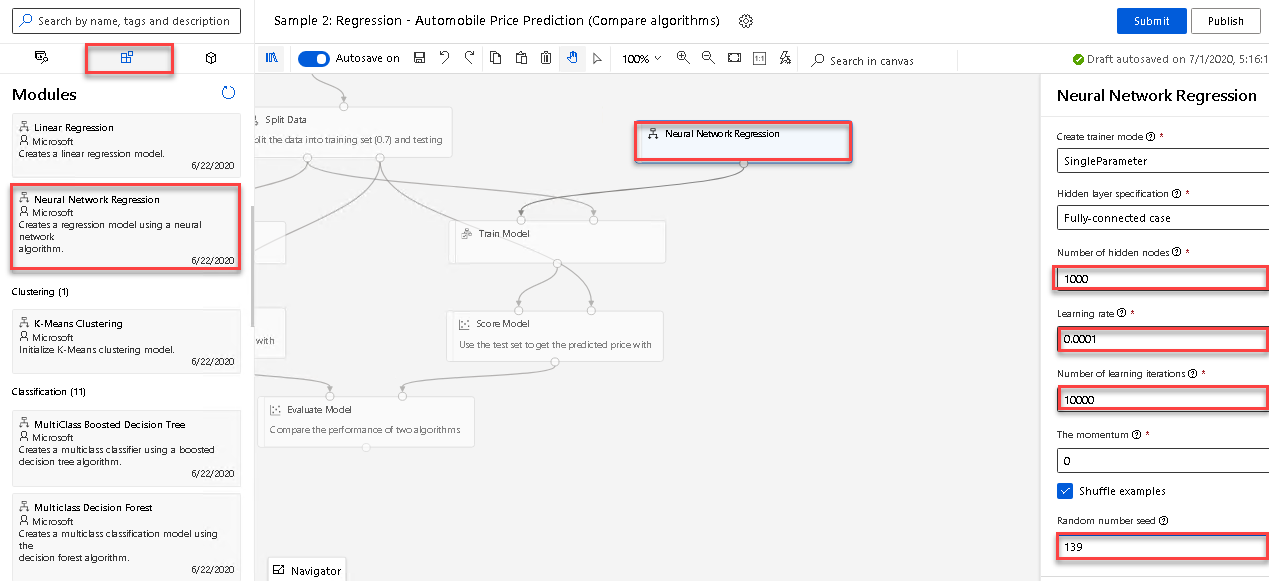 Search by name, tags and description
Sample 2: Regression - Automobile Price Prediction (Compare algorithms)
Submit
Publish
Autosave on
100%
1:1
Search in canvas
Draft autosaved on 7/1/2020, 5:16:1
Modules
Linear Regression
Microsoft
Creates a linear regression model.
6/22/2020
Neural Network Regression
Microsoft
Creates a regression model using a neural
network
algorithm.
6/22/2020
Clustering (1)
K-Means Clustering
Microsoft
Initialize K-Means clustering model.
6/22/2020
Classification (11)
MultiClass Boosted Decision Tree
Microsoft
Creates a multiclass classifier using a boosted
decision tree algorithm.
6/22/2020
Multiclass Decision Forest
Microsoft
Creates a multiclass classification model using
the
decision forest algorithm.
6/22/2020
Split Data
plit the data into training set (0.7) and testing
Neural Network Regression
Train Model
Score Model
Use the test set to get the predicted price with
with
Evaluate Model
Compare the performance of two algorithms
Navigator
Neural Network Regression
Create trainer mode *
SingleParameter
Hidden layer specification *
Fully-connected case
Number of hidden nodes *
1000
Learning rate *
0.0001
Number of learning iterations *
10000
The momentum *
0
Shuffle examples
Random number seed
139